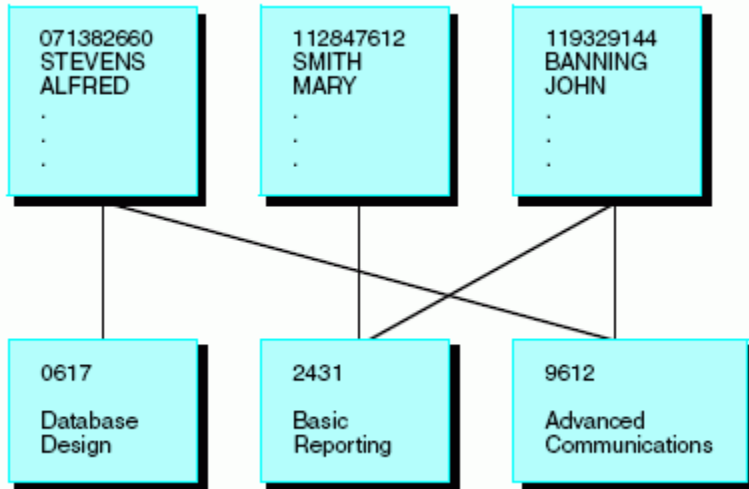 071382660
STEVENS
ALFRED
.
.
.
112847612
SMITH
MARY
.
.
.
119329144
BANNING
JOHN
.
.
.
0617
Database
Design
2431
Basic
Reporting
9612
Advanced
Communications